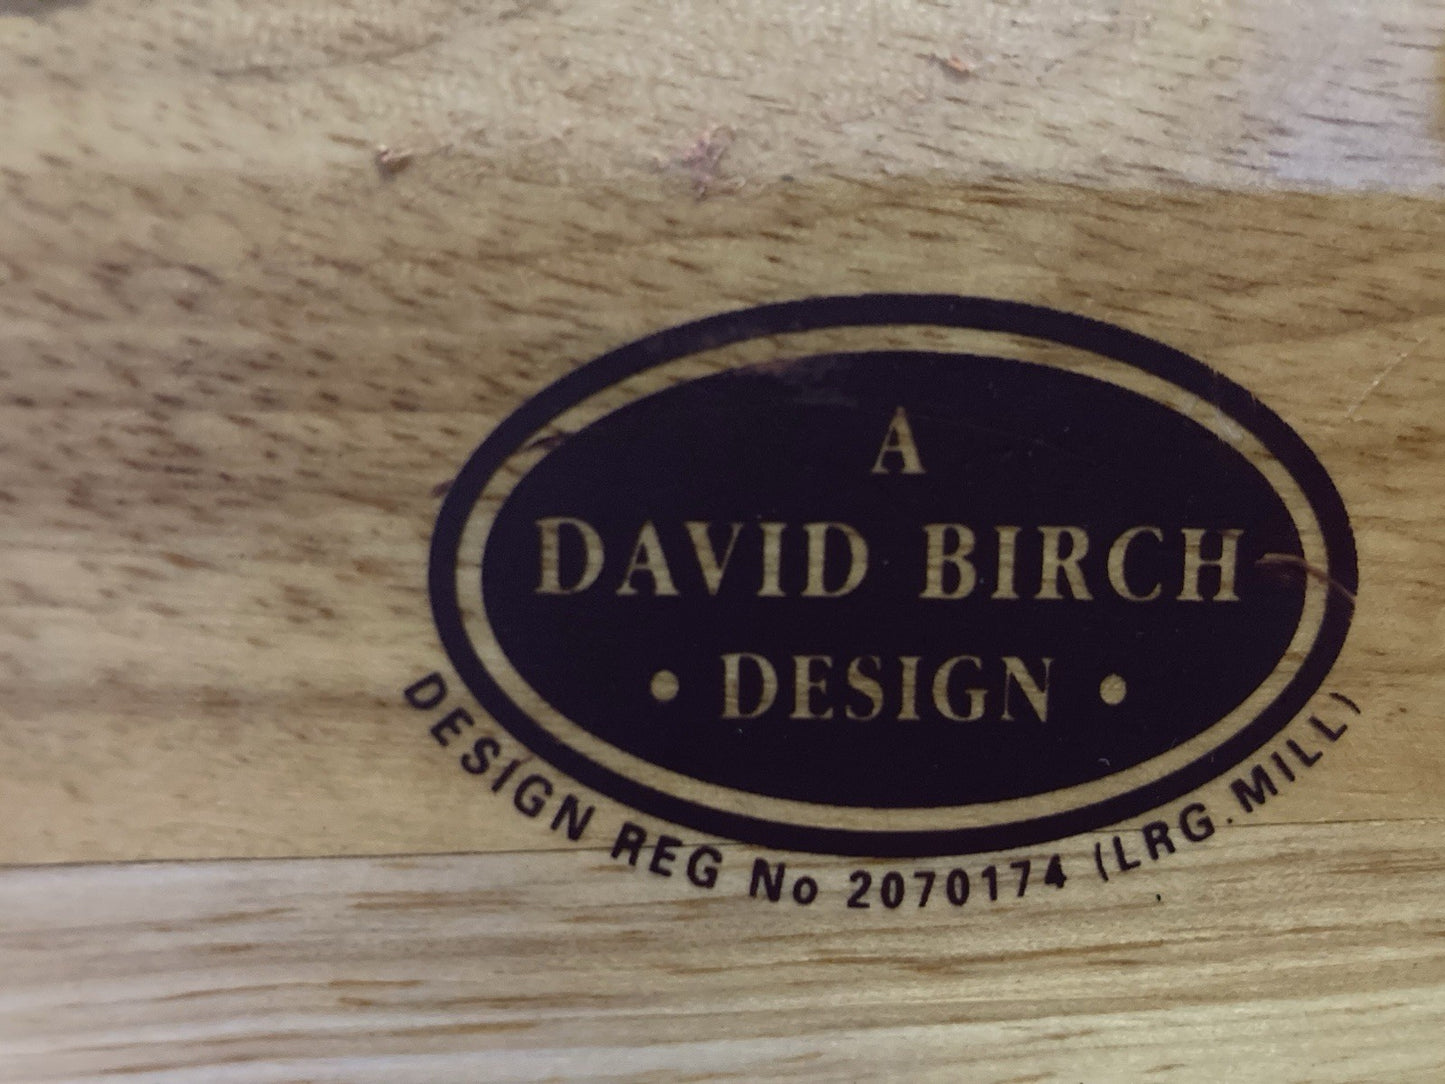 A
DAVID BIRCH
• DESIGN •
DESIGN REG No 2070174 (LRG.MILL)